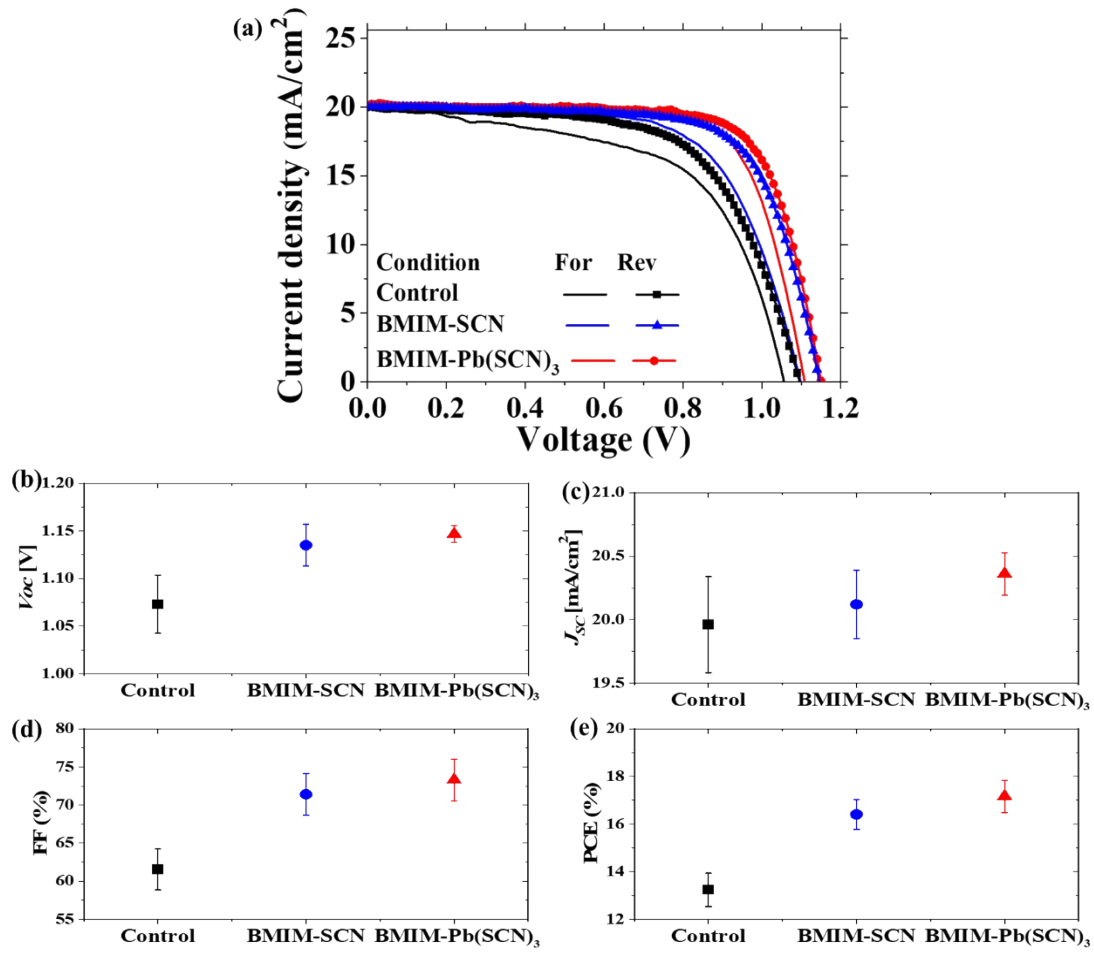 (a)
Current density (mA/cm²)
25
20
15
10
5
0
Condition For Rev
Control
BMIM-SCN
BMIM-Pb(SCN)₃
0.0 0.2 0.4 0.6 0.8 1.0 1.2
Voltage (V)
(b)
Voc [V]
1.20
1.15
1.10
1.05
1.00
Control BMIM-SCN BMIM-Pb(SCN)₃
(c)
J_SC [mA/cm²]
21.0
20.5
20.0
19.5
Control BMIM-SCN BMIM-Pb(SCN)₃
(d)
FF (%)
80
75
70
65
60
55
Control BMIM-SCN BMIM-Pb(SCN)₃
(e)
PCE (%)
20
18
16
14
12
Control BMIM-SCN BMIM-Pb(SCN)₃